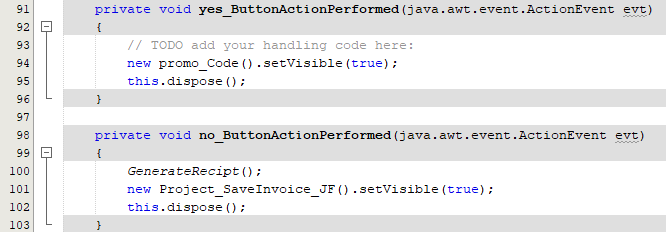 91 private void yes_ButtonActionPerformed(java.awt.event.ActionEvent evt)
92 {
93 // TODO add your handling code here:
94 new promo_Code().setVisible(true);
95 this.dispose();
96 }
97
98 private void no_ButtonActionPerformed(java.awt.event.ActionEvent evt)
99 {
100 GenerateRecipt();
101 new Project_SaveInvoice_JF().setVisible(true);
102 this.dispose();
103 }